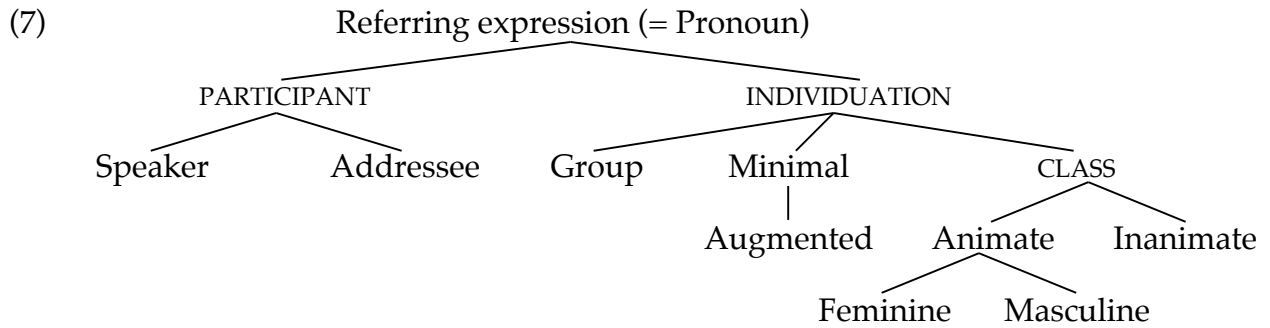 (7) Referring expression (= Pronoun)
PARTICIPANT INDIVIDUATION
Speaker Addressee Group Minimal CLASS
Augmented Animate Inanimate
Feminine Masculine